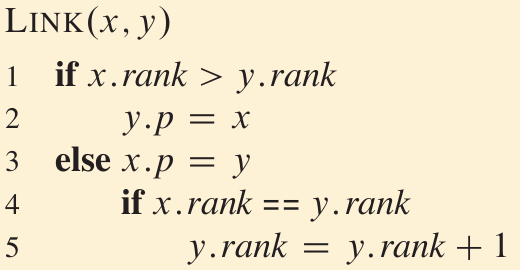 LINK(x, y)
1 if x.rank > y.rank
2 y.p = x
3 else x.p = y
4 if x.rank == y.rank
5 y.rank = y.rank + 1